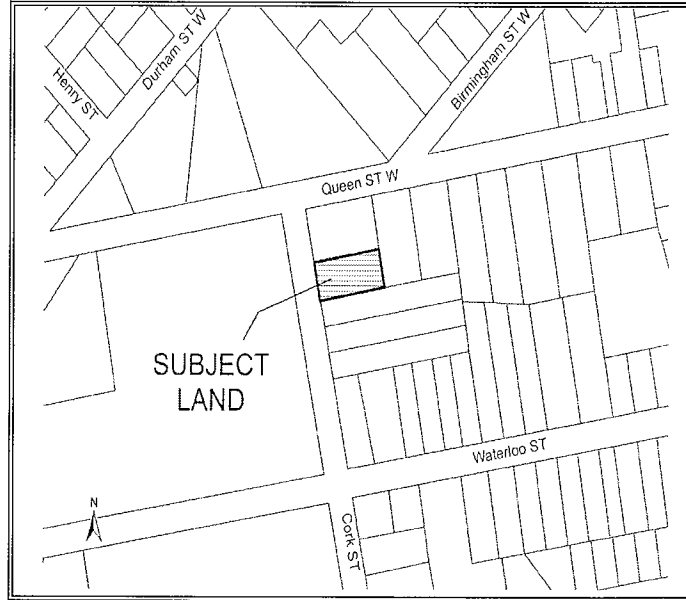 Henry ST
Durham ST W
Birmingham ST W
Queen ST W
SUBJECT
LAND
Waterloo ST
N
Cork ST